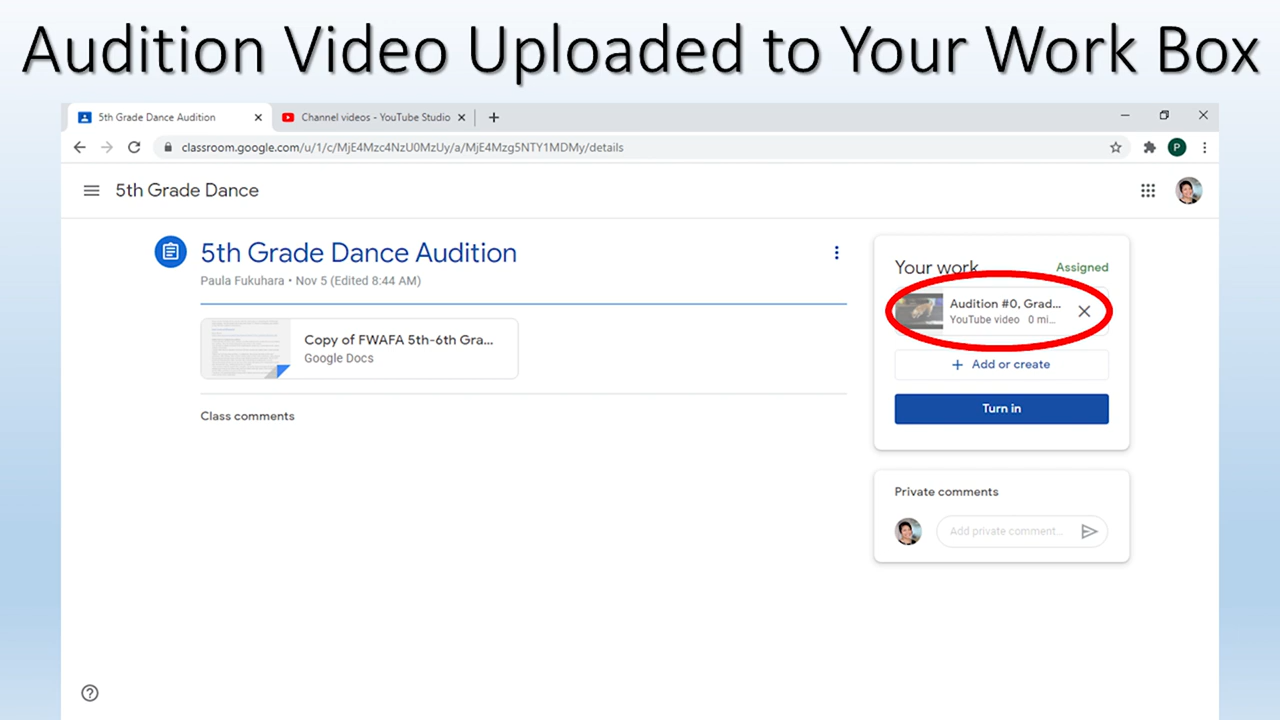 Audition Video Uploaded to Your Work Box
5th Grade Dance Audition
Channel videos - YouTube Studio
classroom.google.com/u/1/c/MjE4Mzc4NzU0MzUy/a/MjE4Mzg5NTY1MDMy/details
P
5th Grade Dance
5th Grade Dance Audition
Paula Fukuhara • Nov 5 (Edited 8:44 AM)
Copy of FWAFA 5th-6th Gra...
Google Docs
Class comments
Your work
Assigned
Audition #0, Grad...
YouTube video 0 mi...
+ Add or create
Turn in
Private comments
Add private comment...